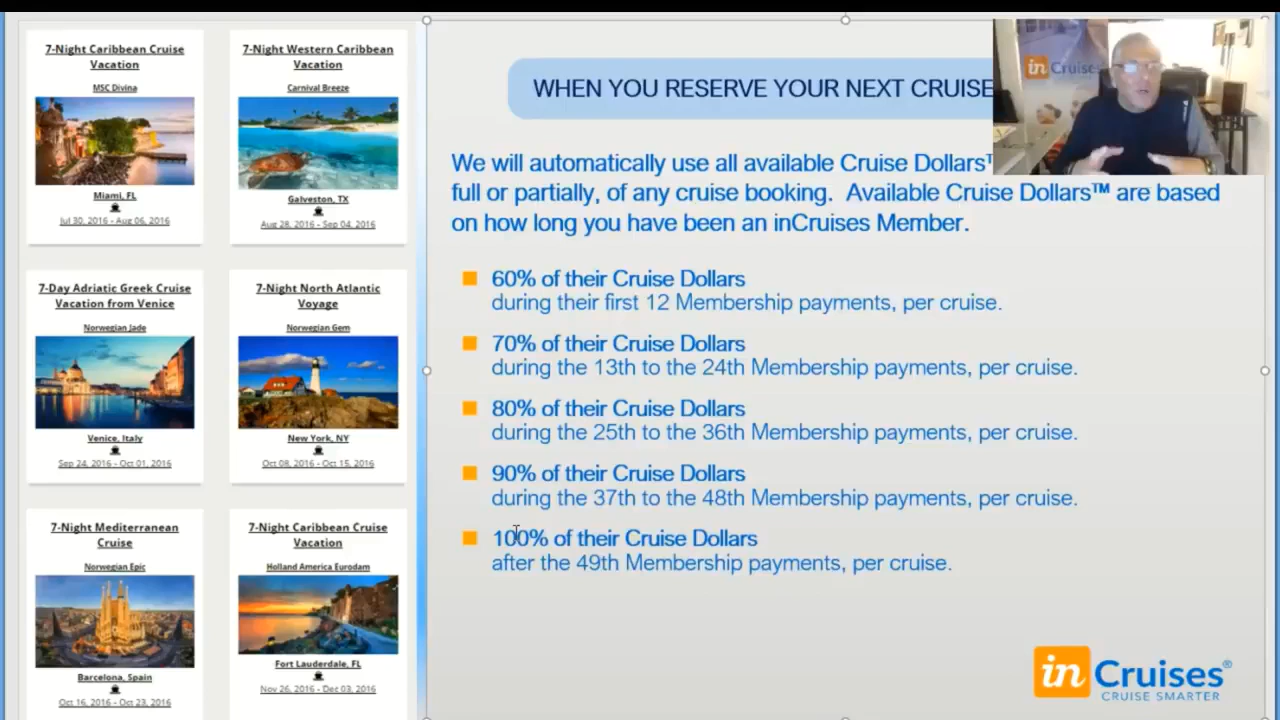 7-Night Caribbean Cruise
Vacation
MSC Divina
Miami, FL
Jul 30, 2016 - Aug 06, 2016
7-Night Western Caribbean
Vacation
Carnival Breeze
Galveston, TX
Aug 28, 2016 - Sep 04, 2016
7-Day Adriatic Greek Cruise
Vacation from Venice
Norwegian Jade
Venice, Italy
Sep 24, 2016 - Oct 01, 2016
7-Night North Atlantic
Voyage
Norwegian Gem
New York, NY
Oct 08, 2016 - Oct 15, 2016
7-Night Mediterranean
Cruise
Norwegian Epic
Barcelona, Spain
Oct 16, 2016 - Oct 23, 2016
7-Night Caribbean Cruise
Vacation
Holland America Eurodam
Fort Lauderdale, FL
Nov 26, 2016 - Dec 03, 2016
WHEN YOU RESERVE YOUR NEXT CRUISE
in Cruises
We will automatically use all available Cruise Dollars™
full or partially, of any cruise booking. Available Cruise Dollars™ are based
on how long you have been an inCruises Member.
60% of their Cruise Dollars
during their first 12 Membership payments, per cruise.
70% of their Cruise Dollars
during the 13th to the 24th Membership payments, per cruise.
80% of their Cruise Dollars
during the 25th to the 36th Membership payments, per cruise.
90% of their Cruise Dollars
during the 37th to the 48th Membership payments, per cruise.
100% of their Cruise Dollars
after the 49th Membership payments, per cruise.
in Cruises®
CRUISE SMARTER